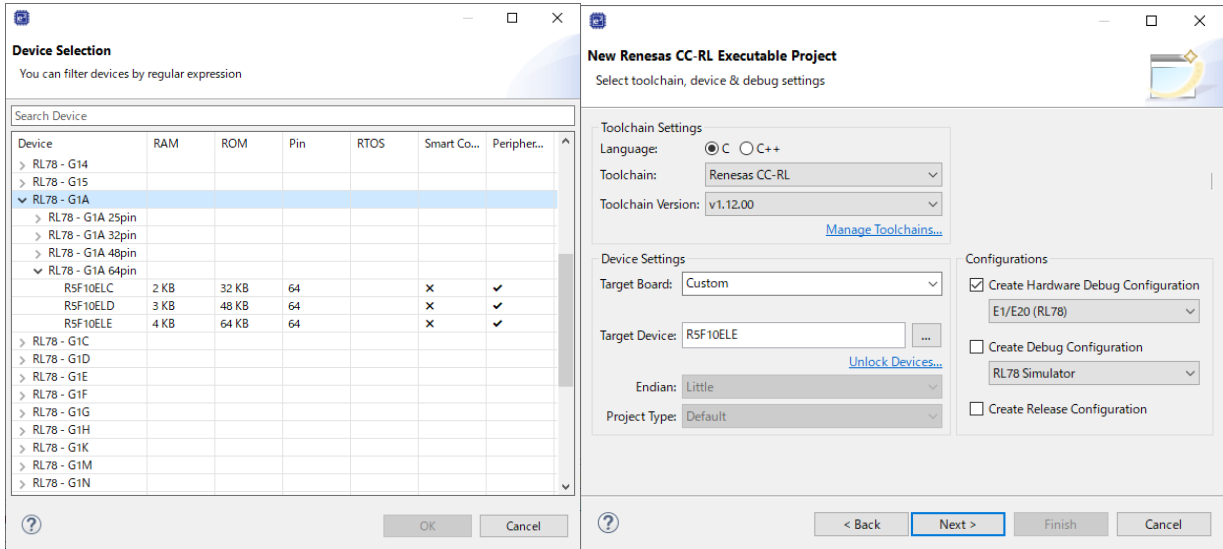 Device Selection
You can filter devices by regular expression
Search Device
Device RAM ROM Pin RTOS Smart Co... Peripher...
RL78 - G14
RL78 - G15
RL78 - G1A
RL78 - G1A 25pin
RL78 - G1A 32pin
RL78 - G1A 48pin
RL78 - G1A 64pin
R5F10ELC 2 KB 32 KB 64
R5F10ELD 3 KB 48 KB 64
R5F10ELE 4 KB 64 KB 64
RL78 - G1C
RL78 - G1D
RL78 - G1E
RL78 - G1F
RL78 - G1G
RL78 - G1H
RL78 - G1K
RL78 - G1M
RL78 - G1N
OK Cancel
New Renesas CC-RL Executable Project
Select toolchain, device & debug settings
Toolchain Settings
Language: C C++
Toolchain: Renesas CC-RL
Toolchain Version: v1.12.00
Manage Toolchains...
Device Settings
Target Board: Custom
Target Device: R5F10ELE ...
Unlock Devices...
Endian: Little
Project Type: Default
Configurations
Create Hardware Debug Configuration
E1/E20 (RL78)
Create Debug Configuration
RL78 Simulator
Create Release Configuration
< Back Next > Finish Cancel